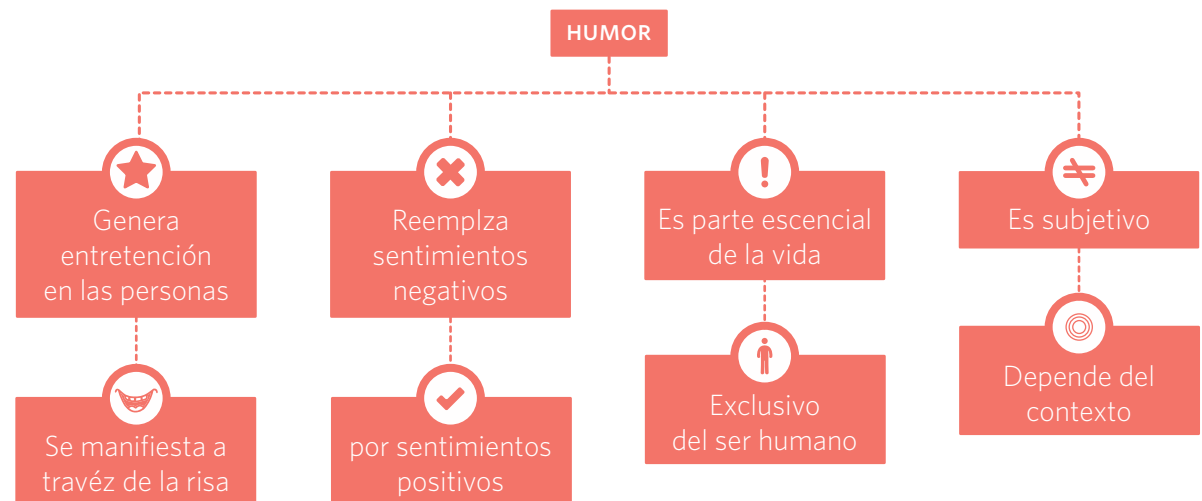 HUMOR
Genera
entretención
en las personas
Reemplza
sentimientos
negativos
Es parte escencial
de la vida
Es subjetivo
Se manifiesta a
travéz de la risa
por sentimientos
positivos
Exclusivo
del ser humano
Depende del
contexto